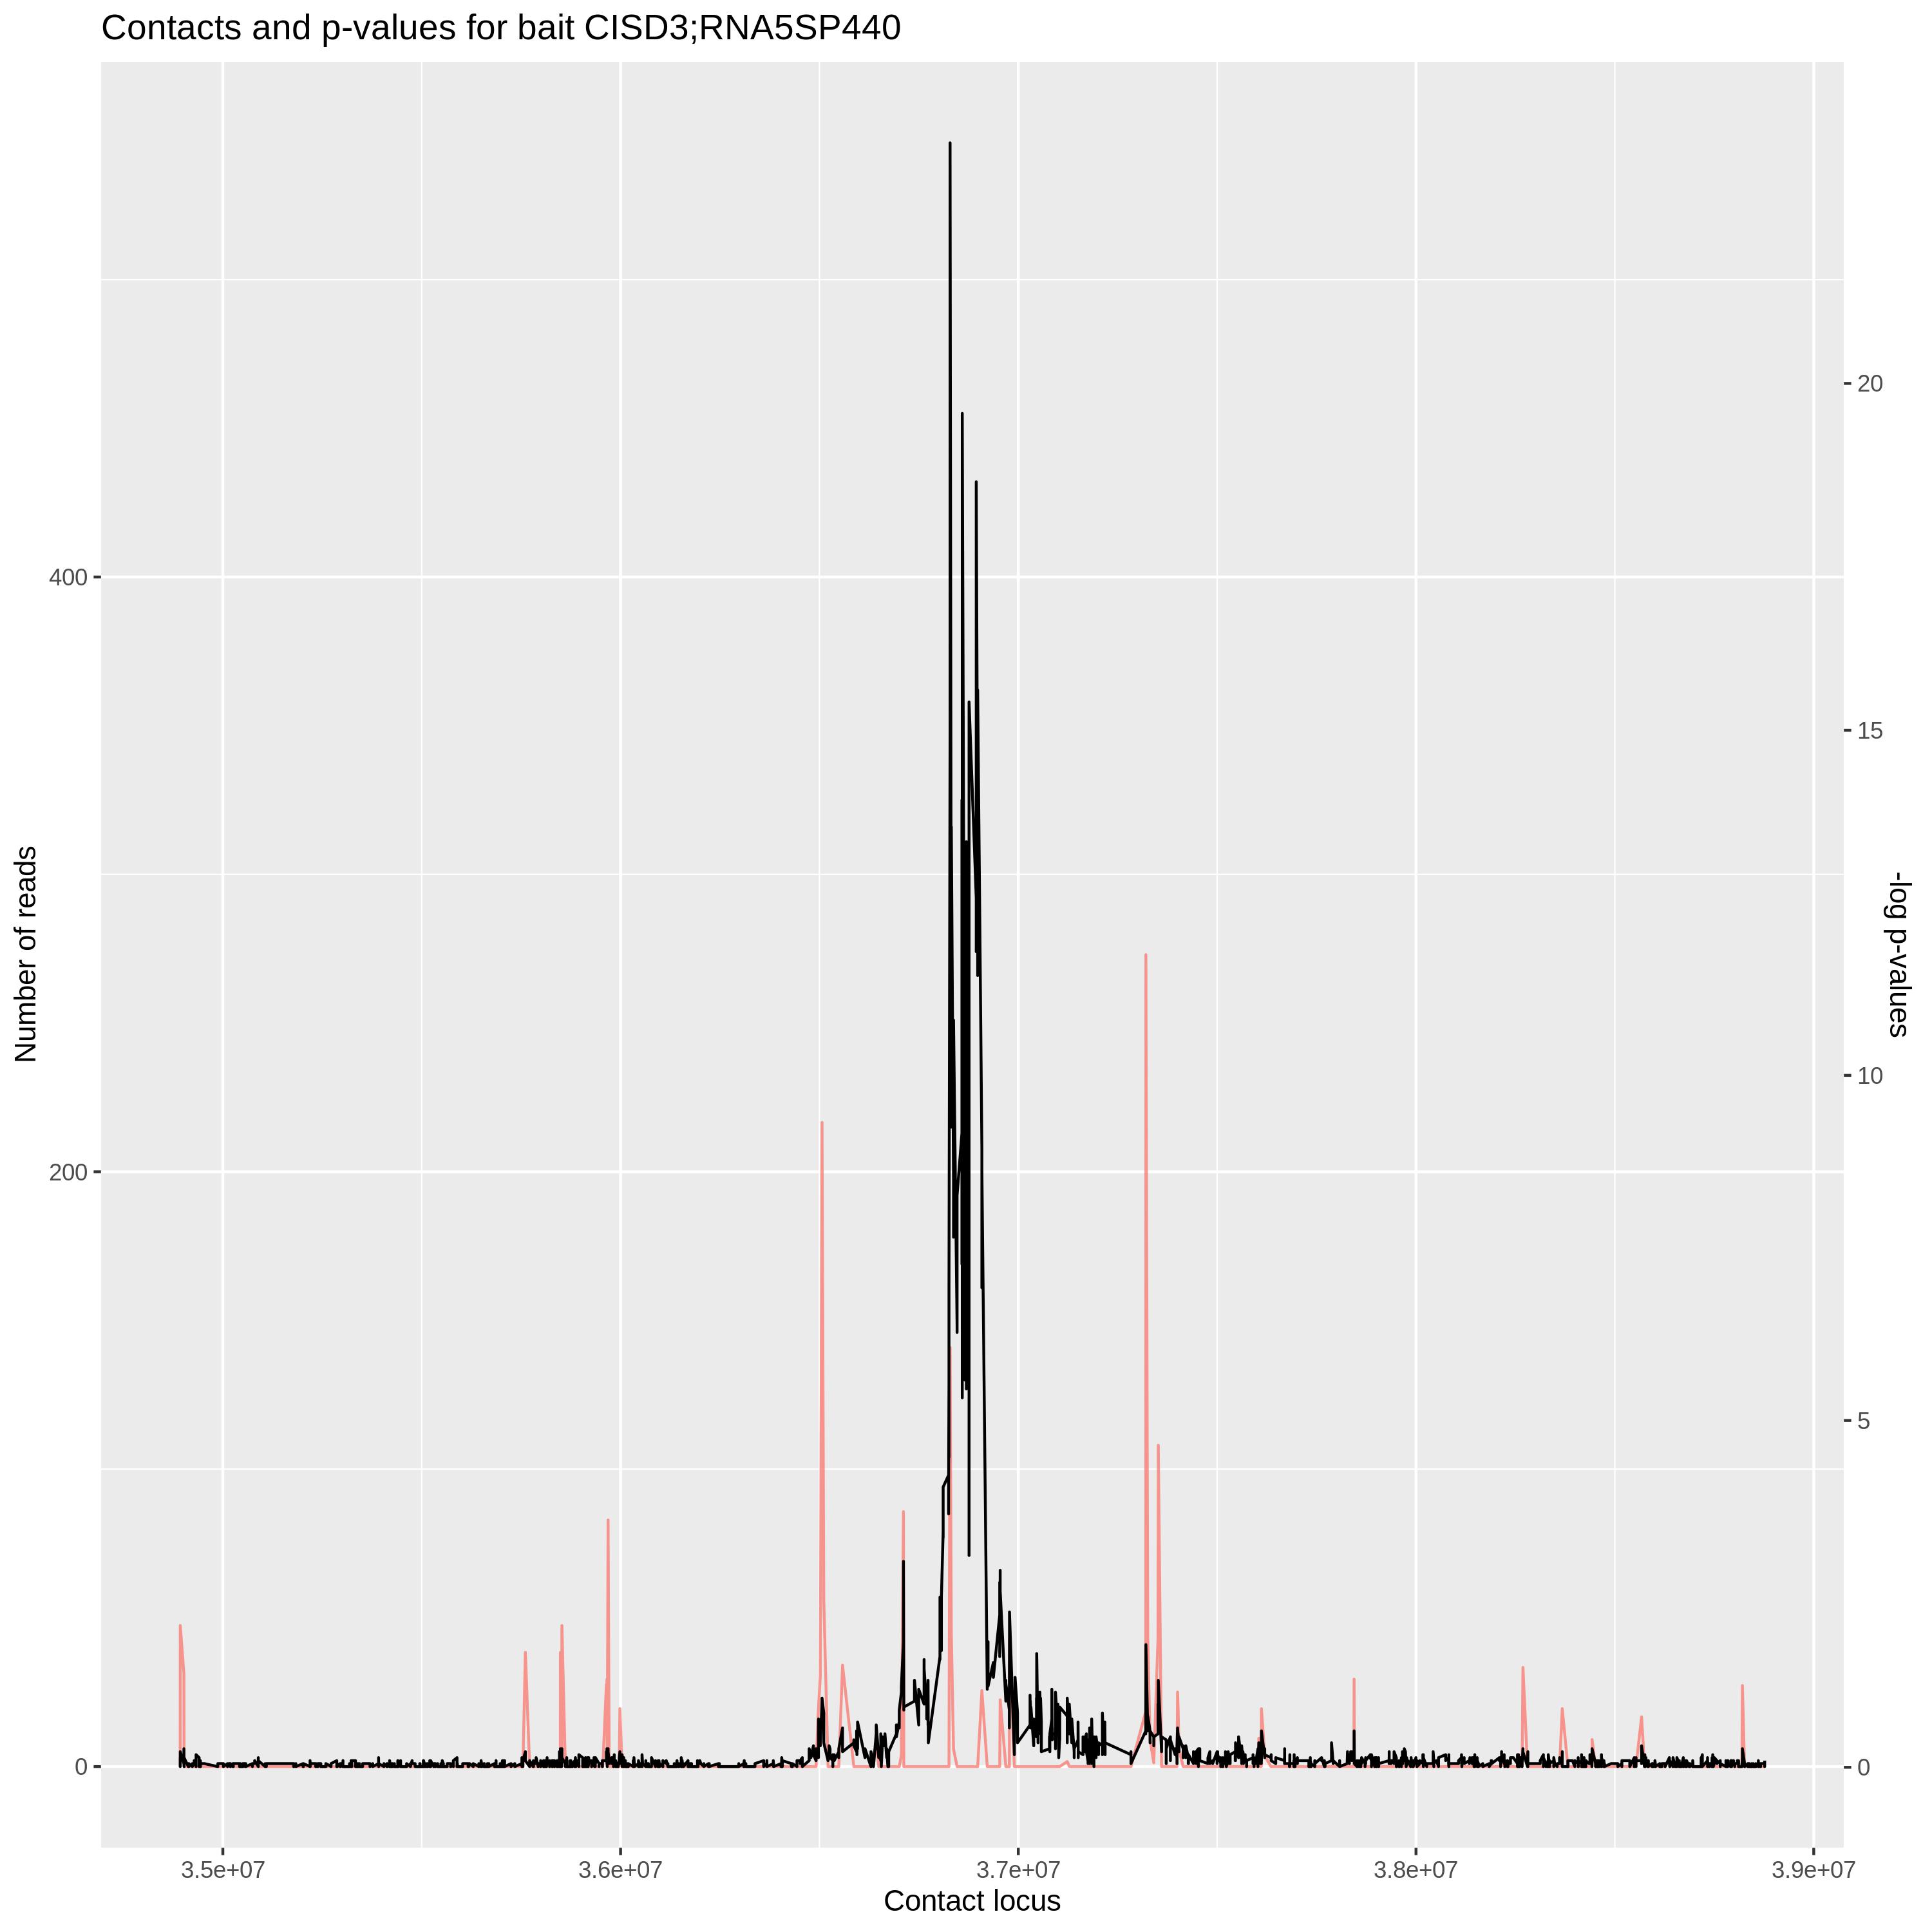 Contacts and p-values for bait CISD3;RNA5SP440
400
200
0
Number of reads
20
15
10
5
0
-log p-values
3.5e+07
3.6e+07
3.7e+07
3.8e+07
3.9e+07
Contact locus